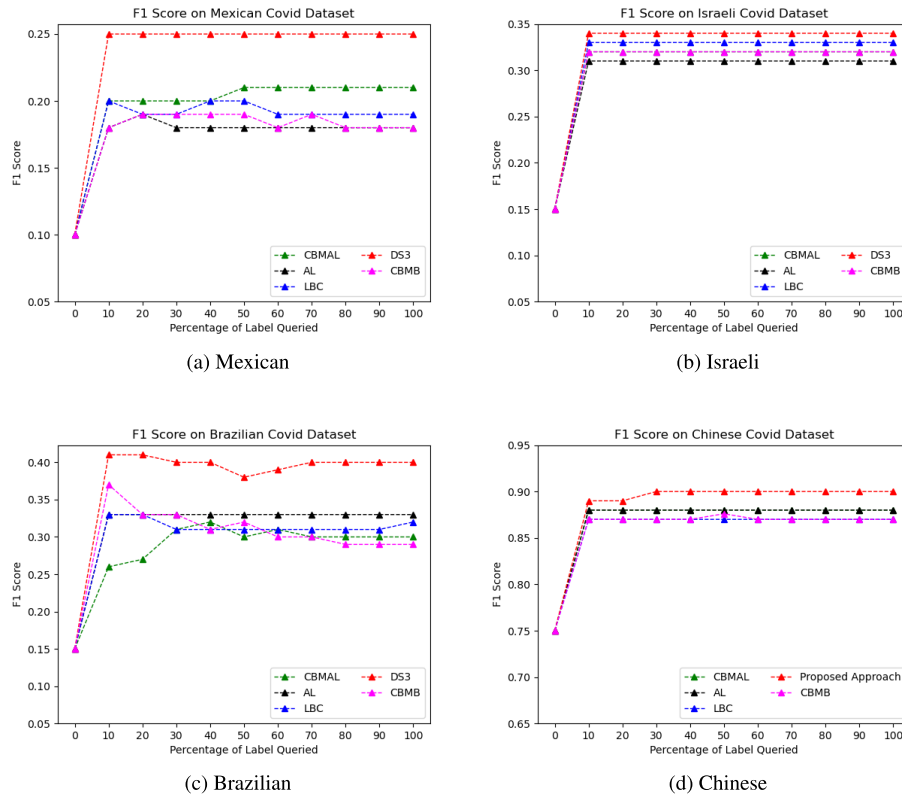 F1 Score on Mexican Covid Dataset
0.25
0.20
0.15
0.10
0.05
F1 Score
CBMAL
AL
LBC
DS3
CBMB
0 10 20 30 40 50 60 70 80 90 100
Percentage of Label Queried
(a) Mexican
F1 Score on Israeli Covid Dataset
0.35
0.30
0.25
0.20
0.15
0.10
0.05
F1 Score
CBMAL
AL
LBC
DS3
CBMB
0 10 20 30 40 50 60 70 80 90 100
Percentage of Label Queried
(b) Israeli
F1 Score on Brazilian Covid Dataset
0.40
0.35
0.30
0.25
0.20
0.15
0.10
0.05
F1 Score
CBMAL
AL
LBC
DS3
CBMB
0 10 20 30 40 50 60 70 80 90 100
Percentage of Label Queried
(c) Brazilian
F1 Score on Chinese Covid Dataset
0.95
0.90
0.85
0.80
0.75
0.70
0.65
F1 Score
CBMAL
AL
LBC
Proposed Approach
CBMB
0 10 20 30 40 50 60 70 80 90 100
Percentage of Label Queried
(d) Chinese